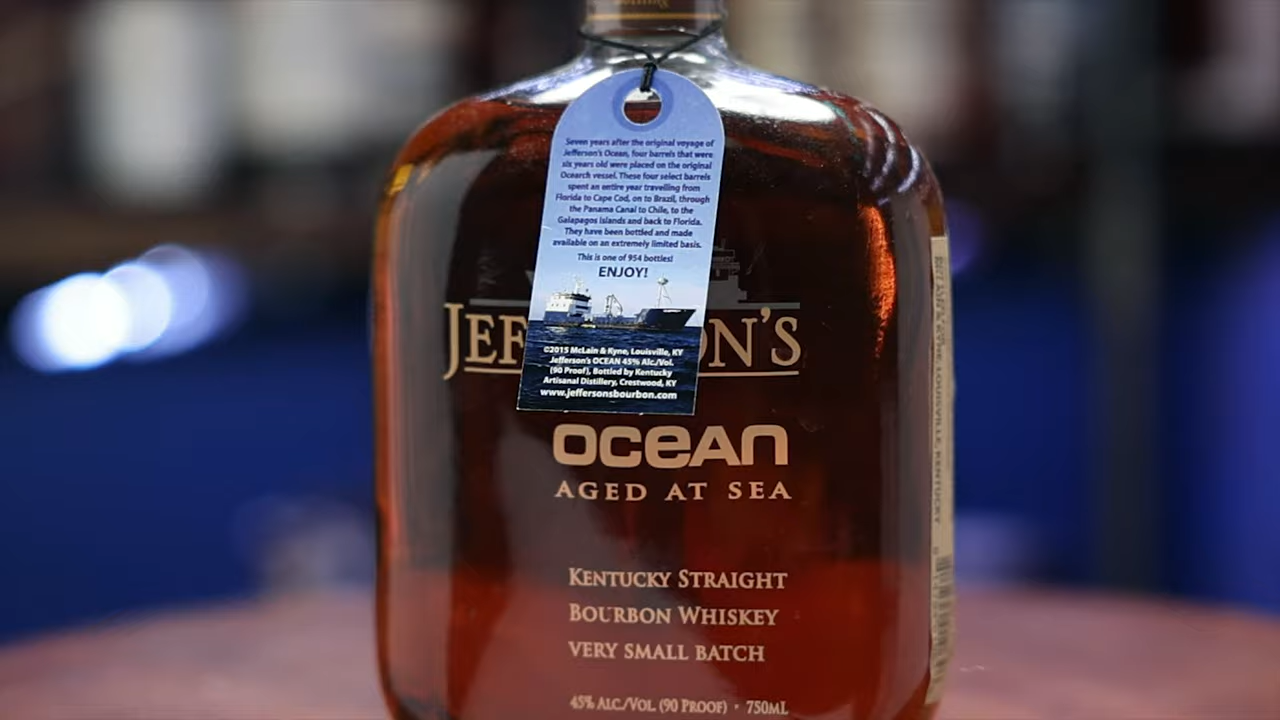 Seven years after the original voyage of
Jefferson's Ocean, four barrels that were
six years old were placed on the original
Ocearch vessel. These four select barrels
spent an entire year travelling from
Florida to Cape Cod, on to Brazil, through
the Panama Canal to Chile, to the
Galapagos Islands and back to Florida.
They have been bottled and made
available on an extremely limited basis.
This is one of 954 bottles!
ENJOY!
©2015 McLain & Kyne, Louisville, KY
Jefferson's OCEAN 45% Alc./Vol.
(90 Proof), Bottled by Kentucky
Artisanal Distillery, Crestwood, KY
www.jeffersonsbourbon.com
JEF ON'S
OCEAN
AGED AT SEA
KENTUCKY STRAIGHT
BOURBON WHISKEY
VERY SMALL BATCH
45% ALC./VOL. (90 PROOF) • 750ML
LOUISVILLE, KENTUCKY